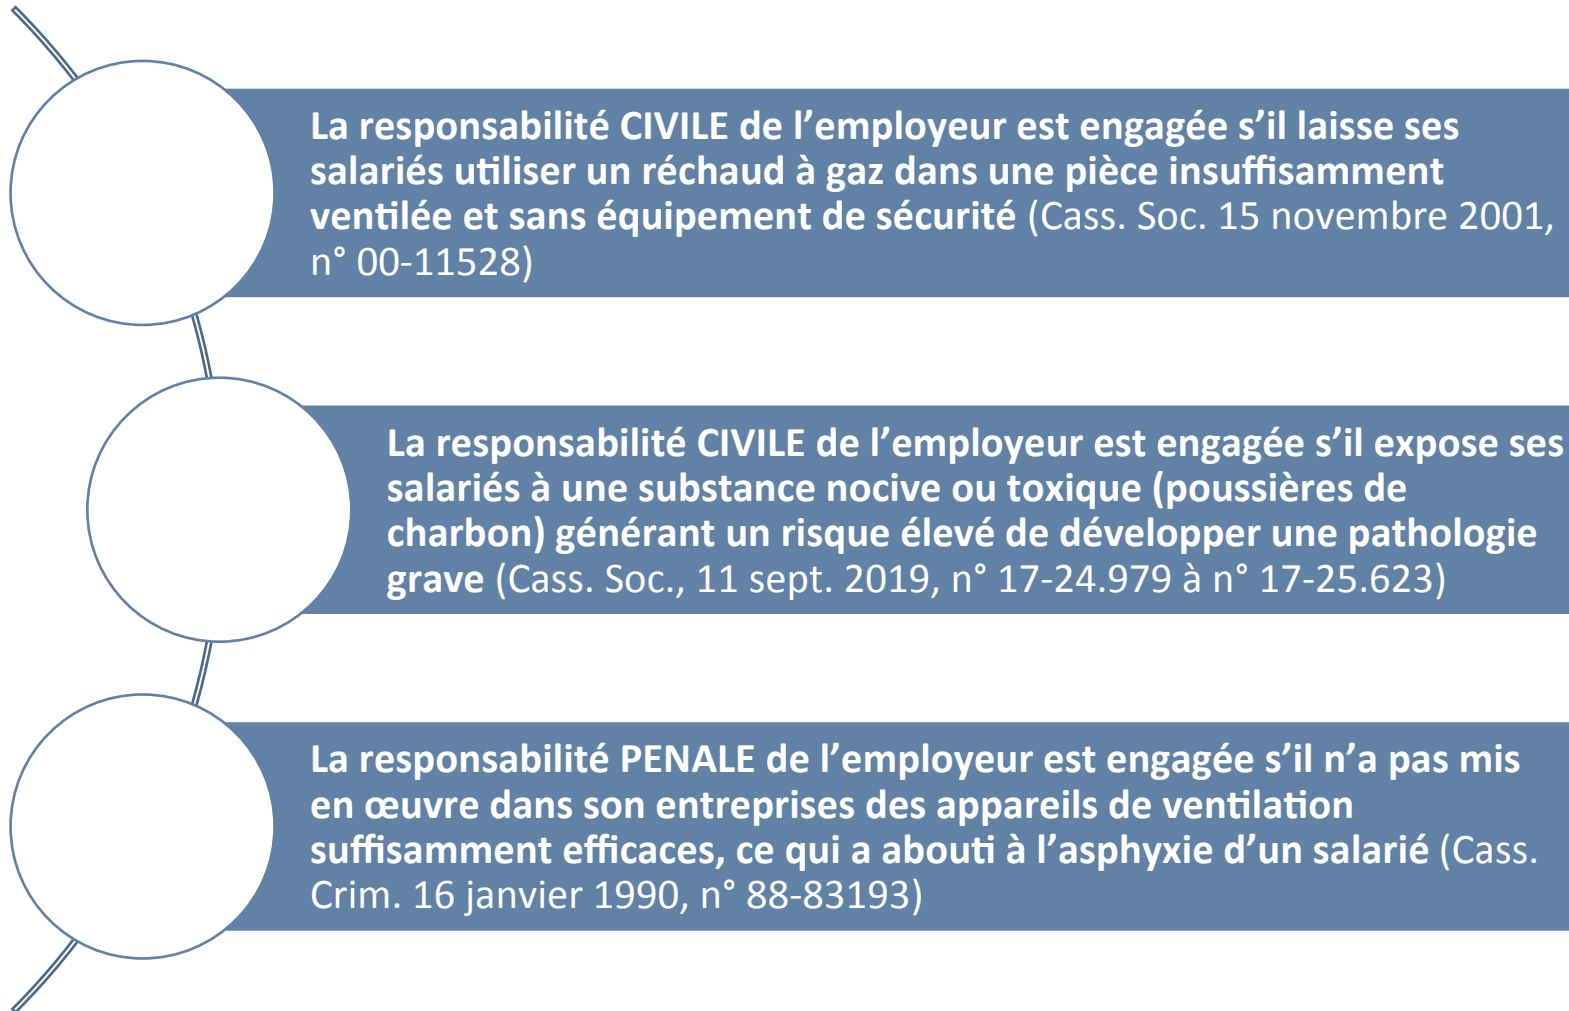 La responsabilité CIVILE de l’employeur est engagée s’il laisse ses
salariés utiliser un réchaud à gaz dans une pièce insuffisamment
ventilée et sans équipement de sécurité (Cass. Soc. 15 novembre 2001,
n° 00-11528)
La responsabilité CIVILE de l’employeur est engagée s’il expose ses
salariés à une substance nocive ou toxique (poussières de
charbon) générant un risque élevé de développer une pathologie
grave (Cass. Soc., 11 sept. 2019, n° 17-24.979 à n° 17-25.623)
La responsabilité PENALE de l’employeur est engagée s’il n’a pas mis
en œuvre dans son entreprises des appareils de ventilation
suffisamment efficaces, ce qui a abouti à l’asphyxie d’un salarié (Cass.
Crim. 16 janvier 1990, n° 88-83193)